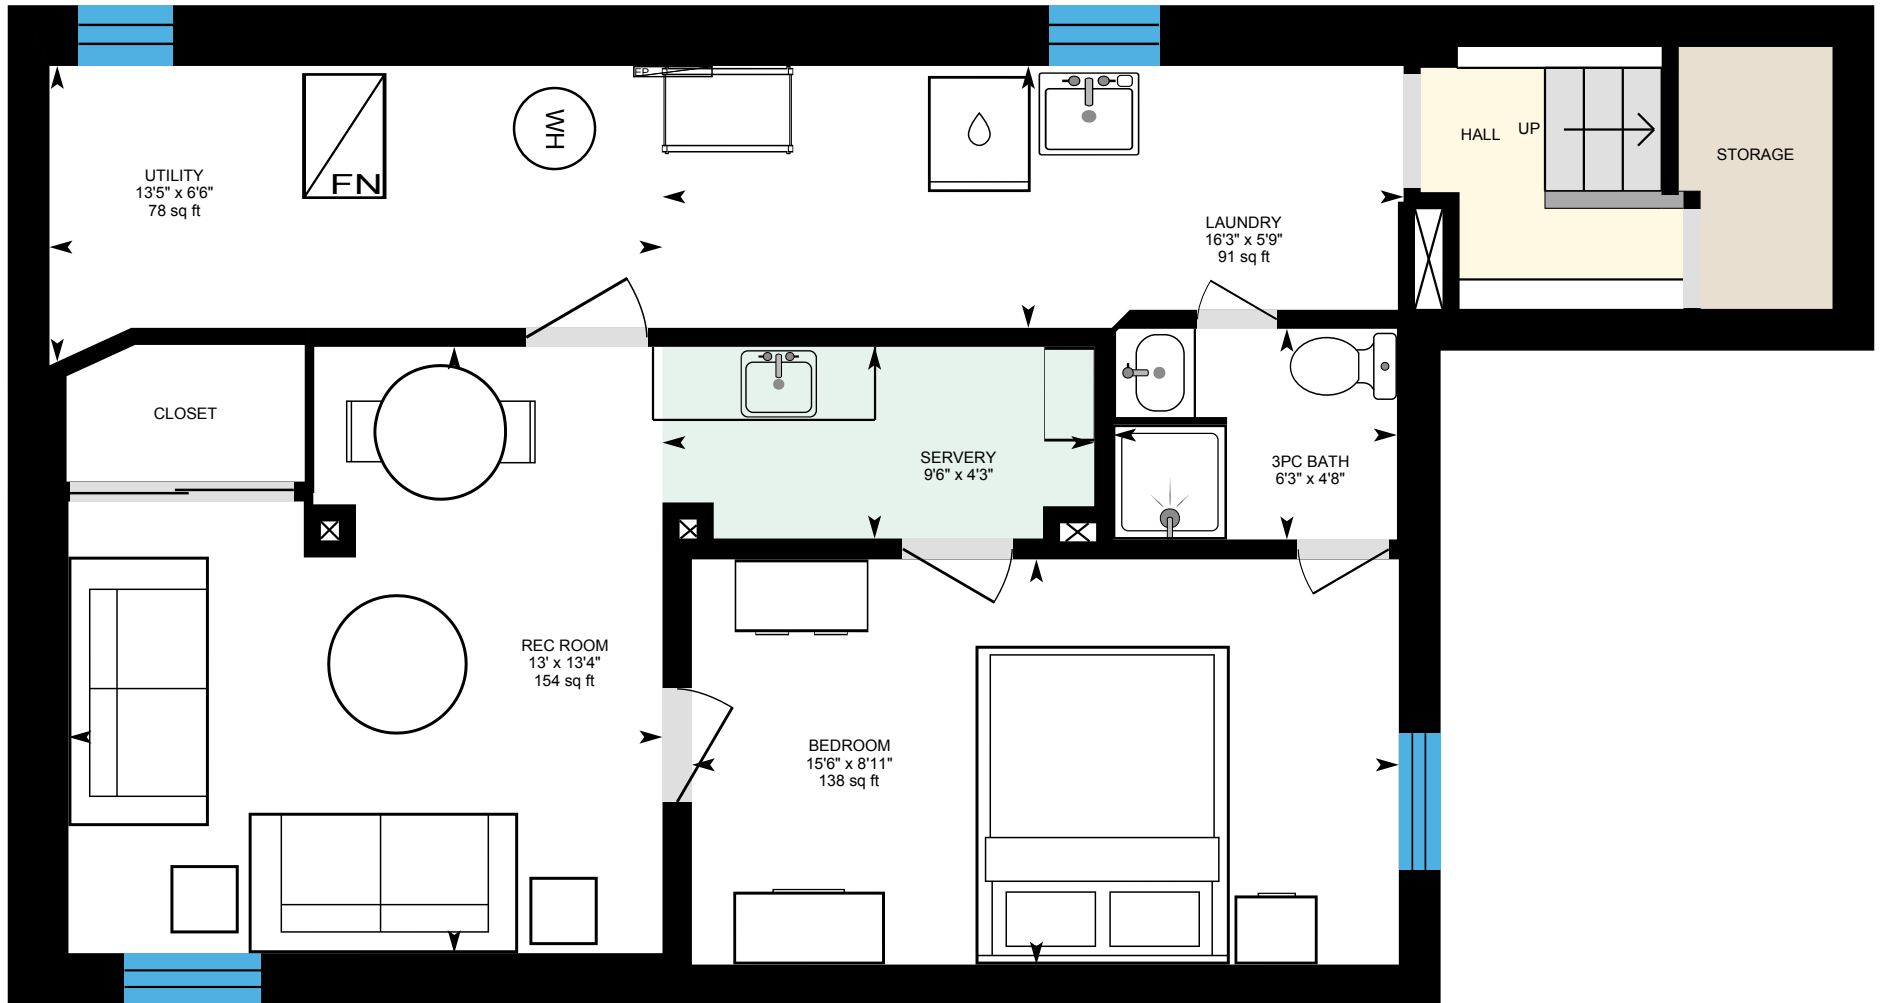 EP
UTILITY
13'5" x 6'6"
78 sq ft
FN
WH
HALL
UP
STORAGE
LAUNDRY
16'3" x 5'9"
91 sq ft
CLOSET
SERVERY
9'6" x 4'3"
3PC BATH
6'3" x 4'8"
REC ROOM
13' x 13'4"
154 sq ft
BEDROOM
15'6" x 8'11"
138 sq ft